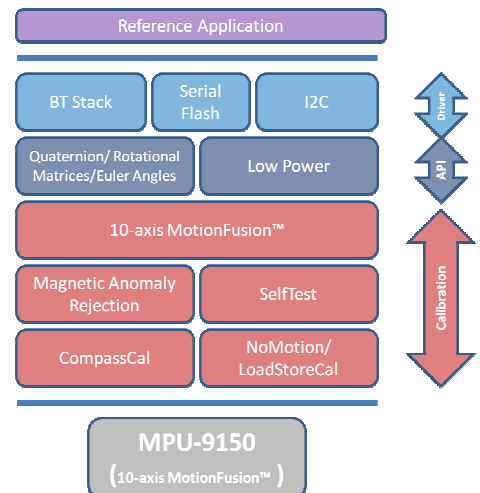 Reference Application
BT Stack
Serial
Flash
I2C
Driver
Quaternion/ Rotational
Matrices/Euler Angles
Low Power
API
10-axis MotionFusion™
Magnetic Anomaly
Rejection
SelfTest
Calibration
CompassCal
NoMotion/
LoadStoreCal
MPU-9150
(10-axis MotionFusion™ )